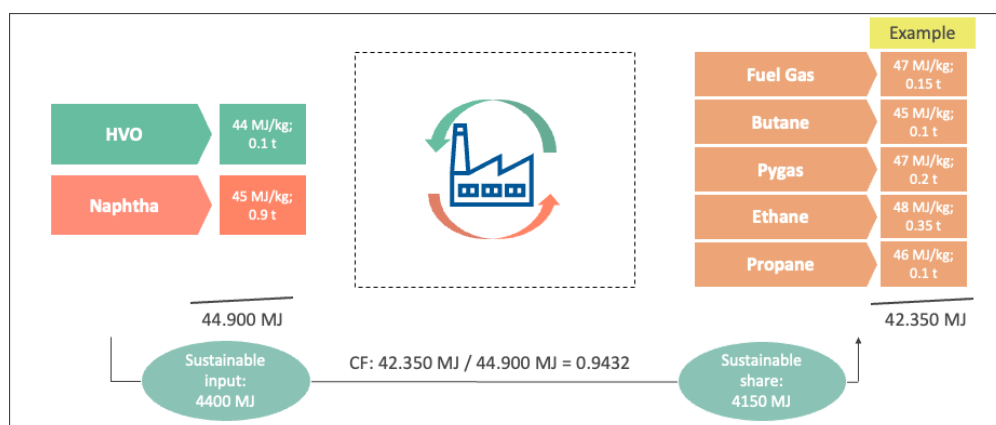 Example
HVO
44 MJ/kg;
0.1 t
Naphtha
45 MJ/kg;
0.9 t
44.900 MJ
Fuel Gas
47 MJ/kg;
0.15 t
Butane
45 MJ/kg;
0.1 t
Pygas
47 MJ/kg;
0.2 t
Ethane
48 MJ/kg;
0.35 t
Propane
46 MJ/kg;
0.1 t
42.350 MJ
Sustainable
input:
4400 MJ
CF: 42.350 MJ / 44.900 MJ = 0.9432
Sustainable
share:
4150 MJ